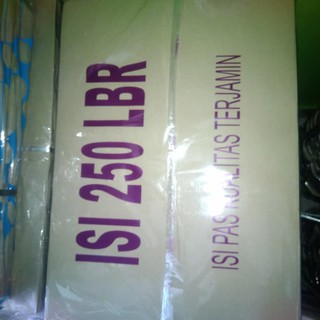 ISI 250 LBR
ISI PAS KUALITAS TERJAMIN